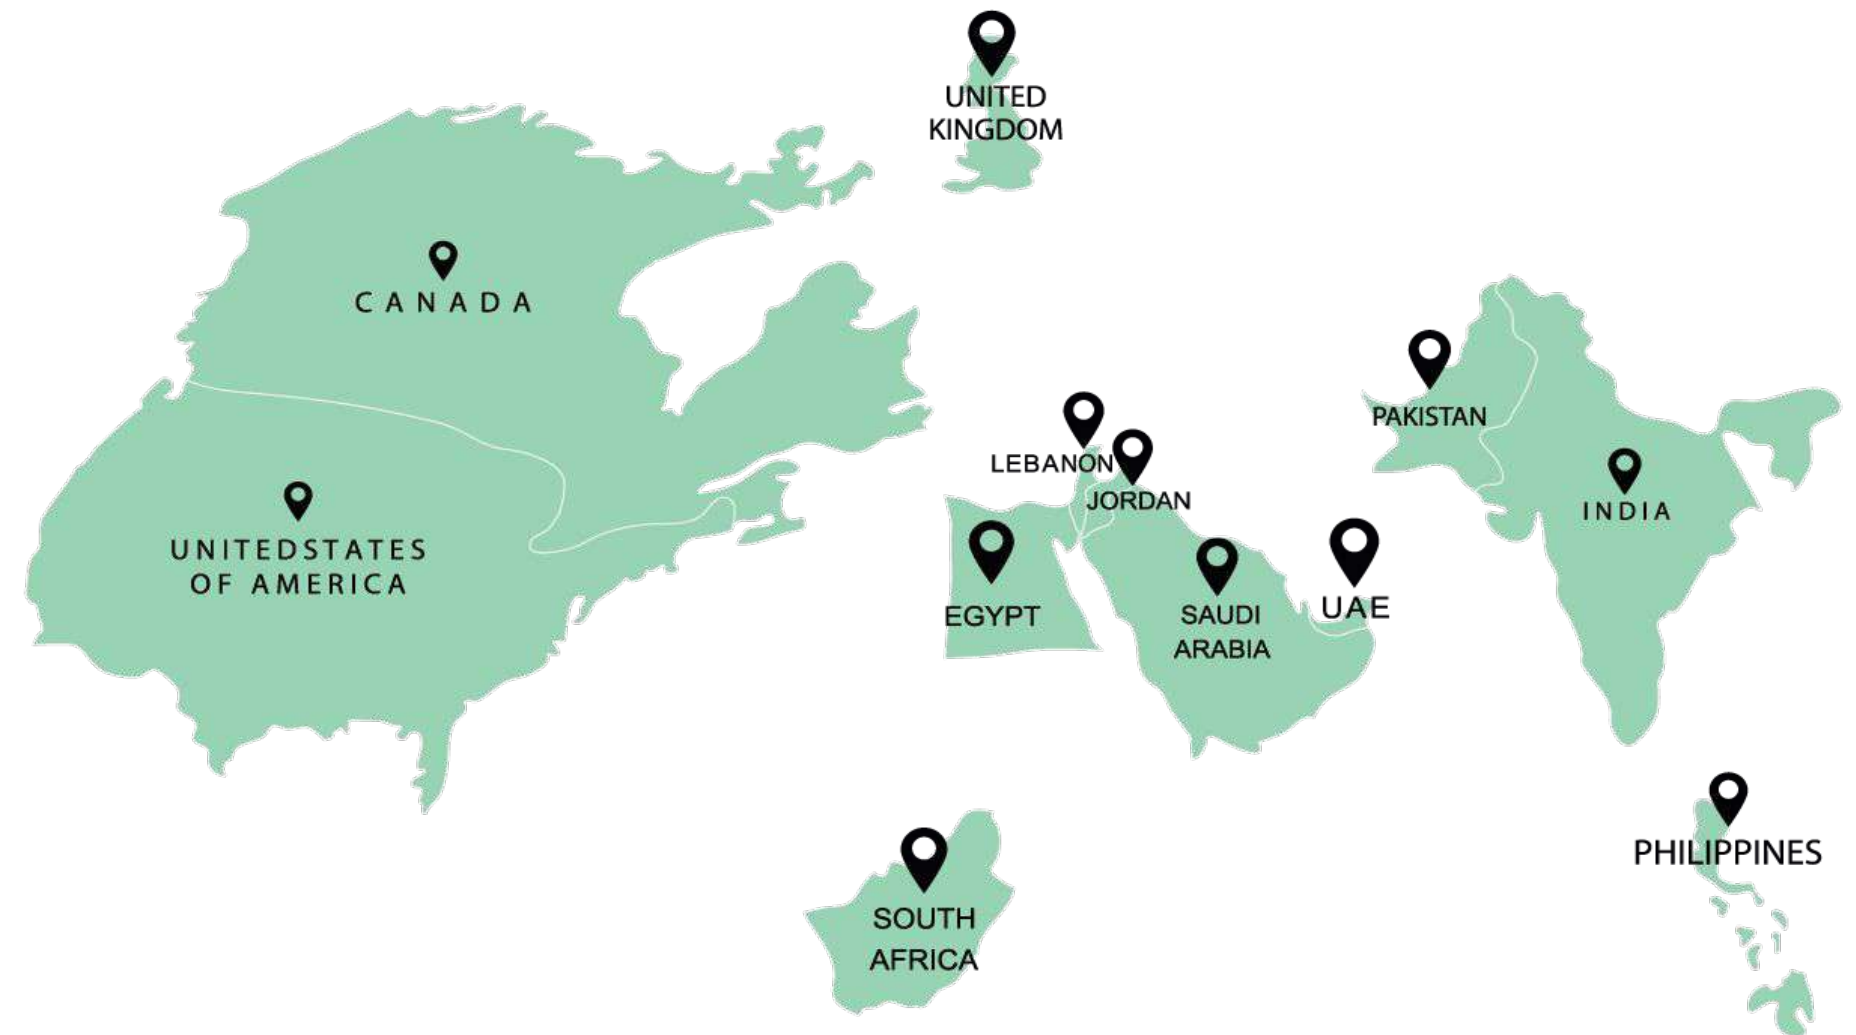 UNITED
KINGDOM
CANADA
PAKISTAN
LEBANON
JORDAN
INDIA
UNITEDSTATES
OF AMERICA
EGYPT
SAUDI
ARABIA
UAE
PHILIPPINES
SOUTH
AFRICA